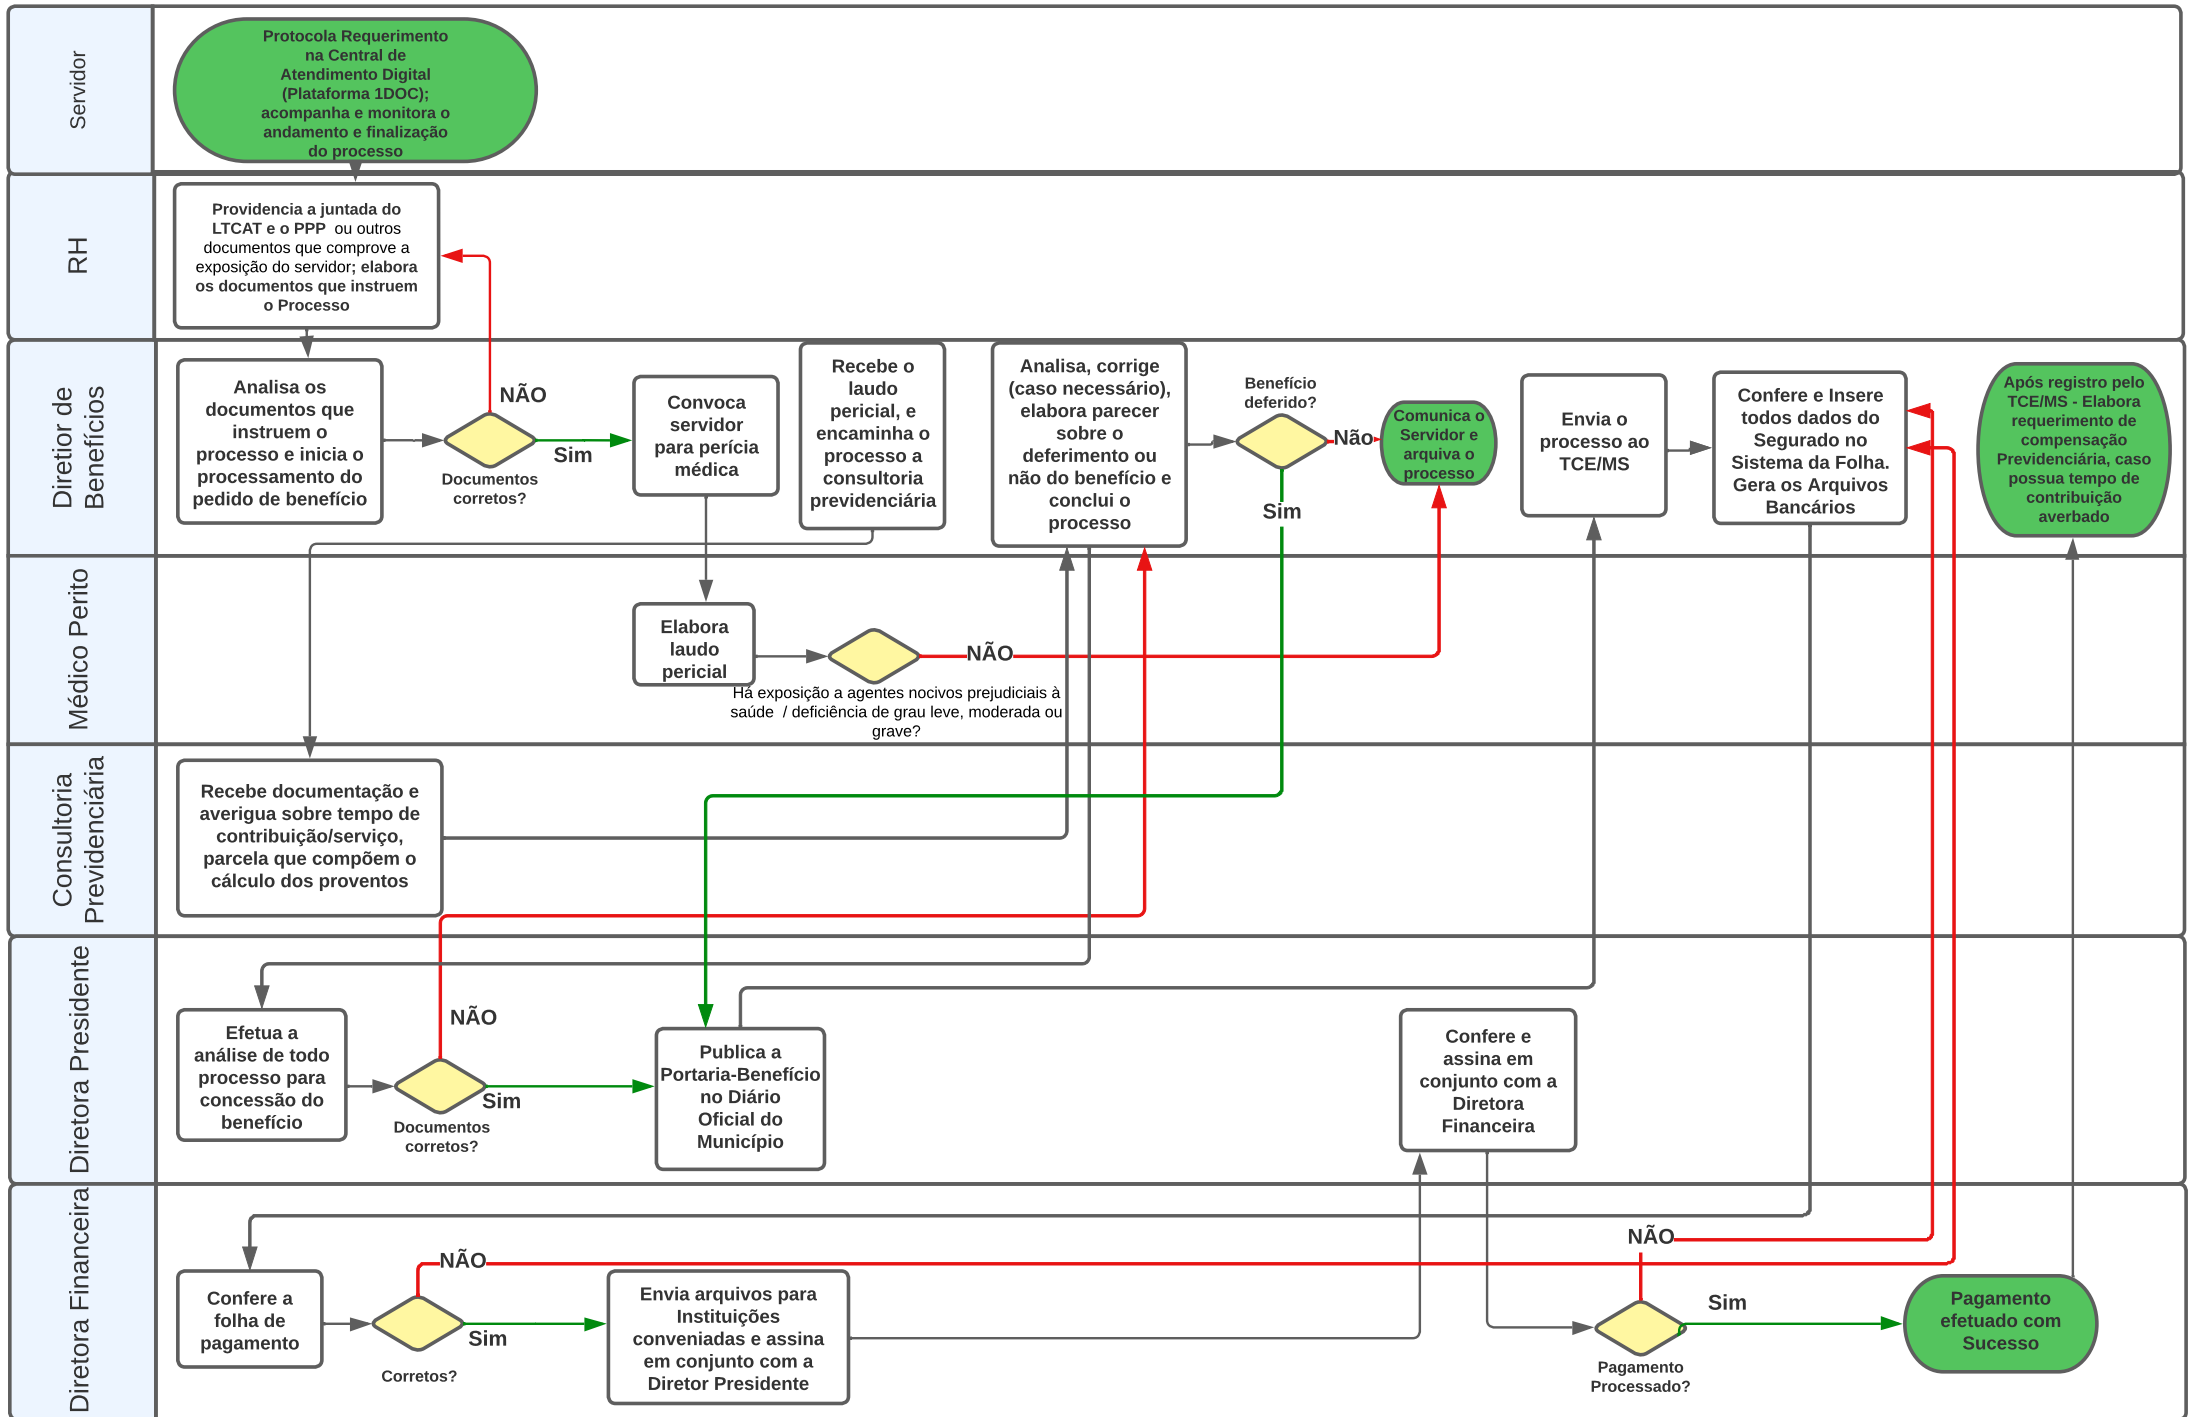 Servidor
Protocola Requerimento
na Central de
Atendimento Digital
(Plataforma 1DOC);
acompanha e monitora o
andamento e finalização
do processo
RH
Providencia a juntada do
LTCAT e o PPP  ou outros
documentos que comprove a
exposição do servidor; elabora
os documentos que instruem
o Processo
Diretior de
Benefícios
Analisa os
documentos que
instruem o
processo e inicia o
processamento do
pedido de benefício
NÃO
Sim
Documentos
corretos?
Convoca
servidor
para perícia
médica
Recebe o
laudo
pericial, e
encaminha o
processo a
consultoria
previdenciária
Analisa, corrige
(caso necessário),
elabora parecer
sobre o
deferimento ou
não do benefício e
conclui o
processo
Benefício
deferido?
Não
Sim
Comunica o
Servidor e
arquiva o
processo
Envia o
processo ao
TCE/MS
Confere e Insere
todos dados do
Segurado no
Sistema da Folha.
Gera os Arquivos
Bancários
Após registro pelo
TCE/MS - Elabora
requerimento de
compensação
Previdenciária, caso
possua tempo de
contribuição
averbado
Médico Perito
Elabora
laudo
pericial
NÃO
Há exposição a agentes nocivos prejudiciais à
saúde  / deficiência de grau leve, moderada ou
grave?
Consultoria
Previdenciária
Recebe documentação e
averigua sobre tempo de
contribuição/serviço,
parcela que compõem o
cálculo dos proventos
Diretora Presidente
Efetua a
análise de todo
processo para
concessão do
benefício
NÃO
Sim
Documentos
corretos?
Publica a
Portaria-Benefício
no Diário
Oficial do
Município
Confere e
assina em
conjunto com a
Diretora
Financeira
Diretora Financeira
Confere a
folha de
pagamento
NÃO
Sim
Corretos?
Envia arquivos para
Instituições
conveniadas e assina
em conjunto com a
Diretor Presidente
NÃO
Sim
Pagamento
Processado?
Pagamento
efetuado com
Sucesso